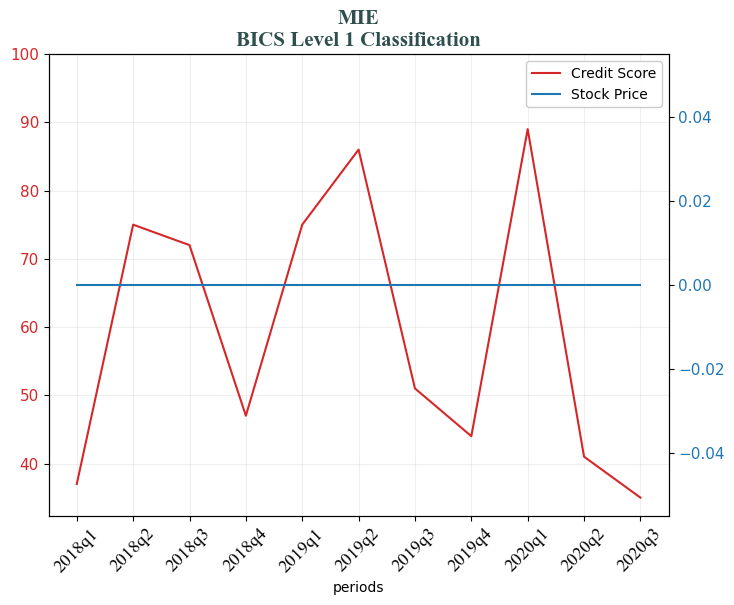 MIE
BICS Level 1 Classification
100
90
80
70
60
50
40
Credit Score
Stock Price
0.04
0.02
0.00
−0.02
−0.04
2018q1
2018q2
2018q3
2018q4
2019q1
2019q2
2019q3
2019q4
2020q1
2020q2
2020q3
periods